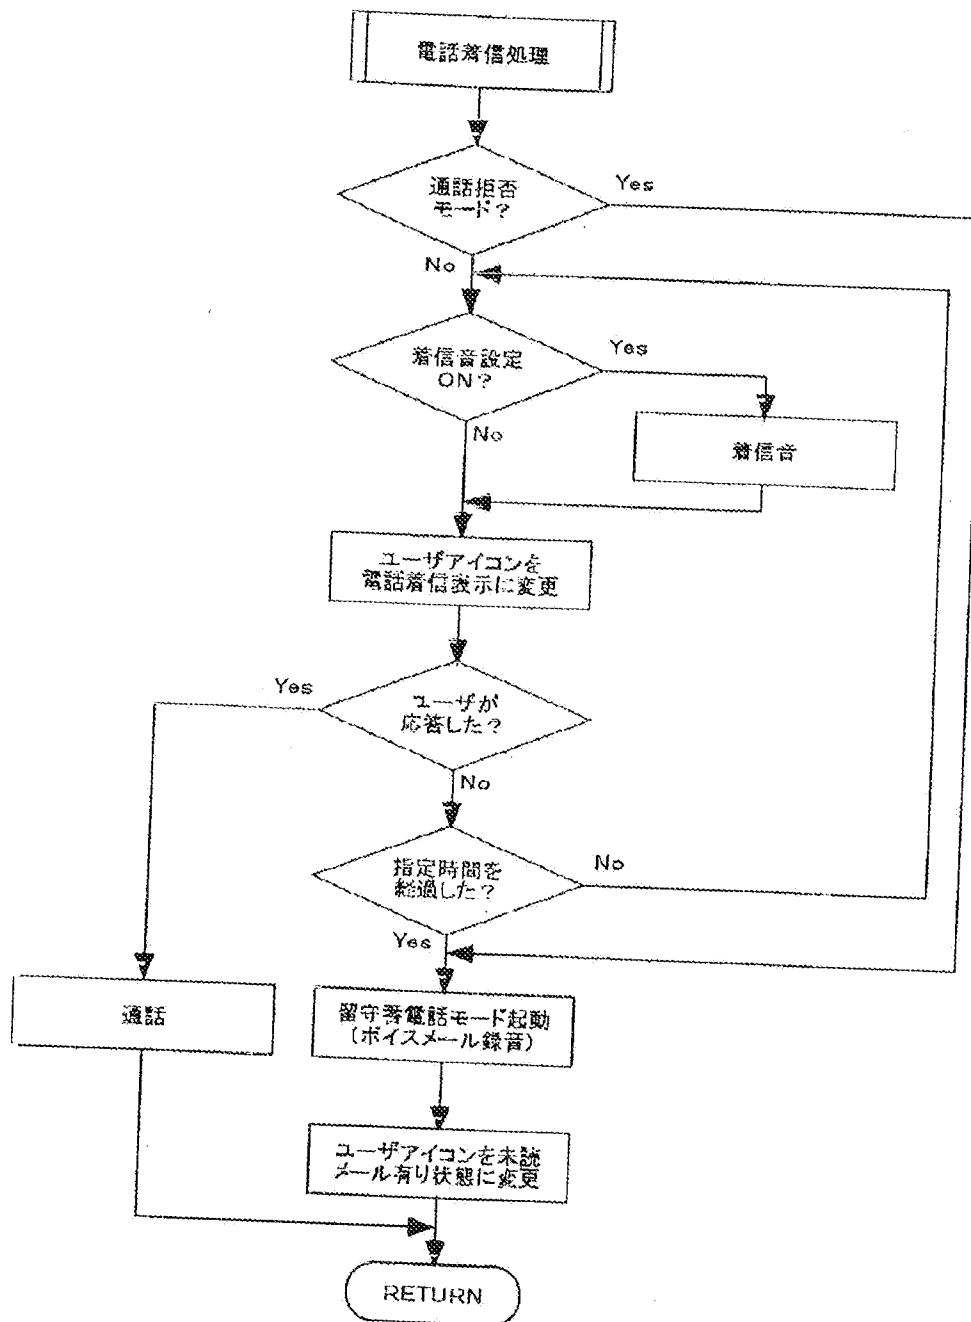 電話着信処理
通話拒否
モード?
Yes
No
着信音設定
ON?
Yes
No
着信音
ユーザアイコンを
電話着信表示に変更
ユーザが
応答した?
Yes
No
指定時間を
経過した?
No
Yes
通話
留守番電話モード起動
(ボイスメール録音)
ユーザアイコンを未読
メール有り状態に変更
RETURN